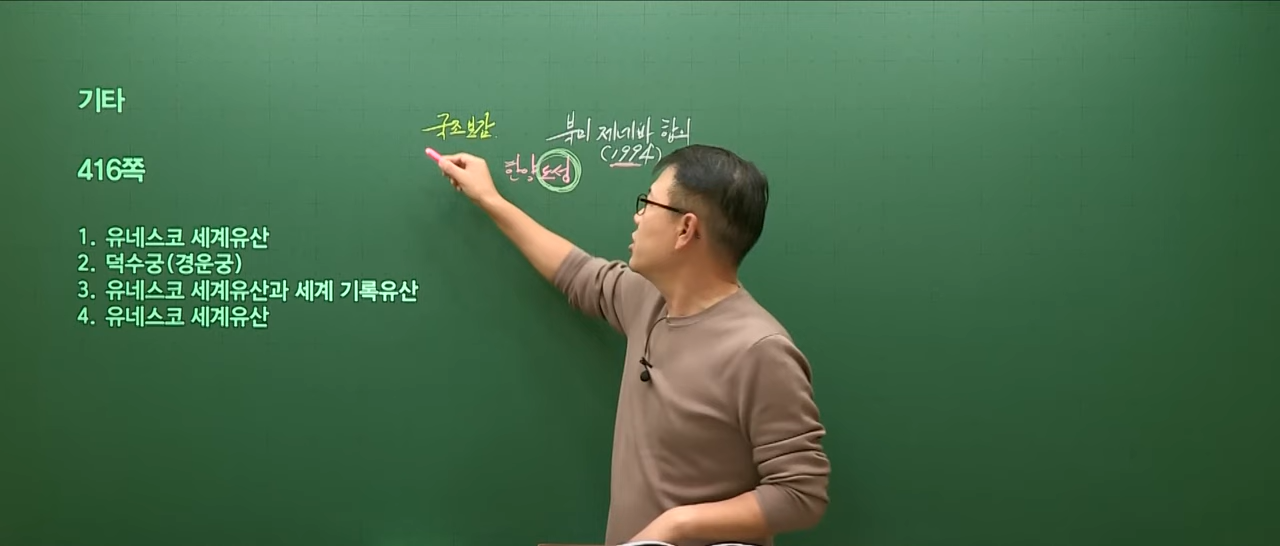 기타
416쪽
1. 유네스코 세계유산
2. 덕수궁(경운궁)
3. 유네스코 세계유산과 세계 기록유산
4. 유네스코 세계유산
국조보감.
북미 제네바 합의
(1994)
한양도성